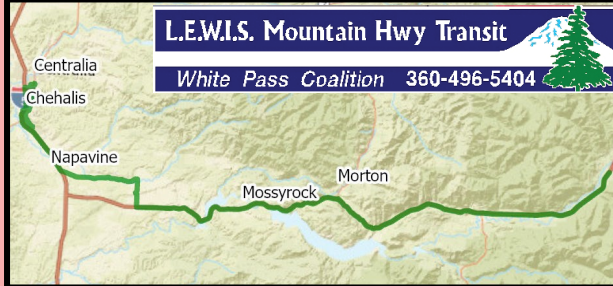 L.E.W.I.S. Mountain Hwy Transit
White Pass Coalition 360-496-5404
Centralia
Chehalis
Napavine
Morton
Mossyrock